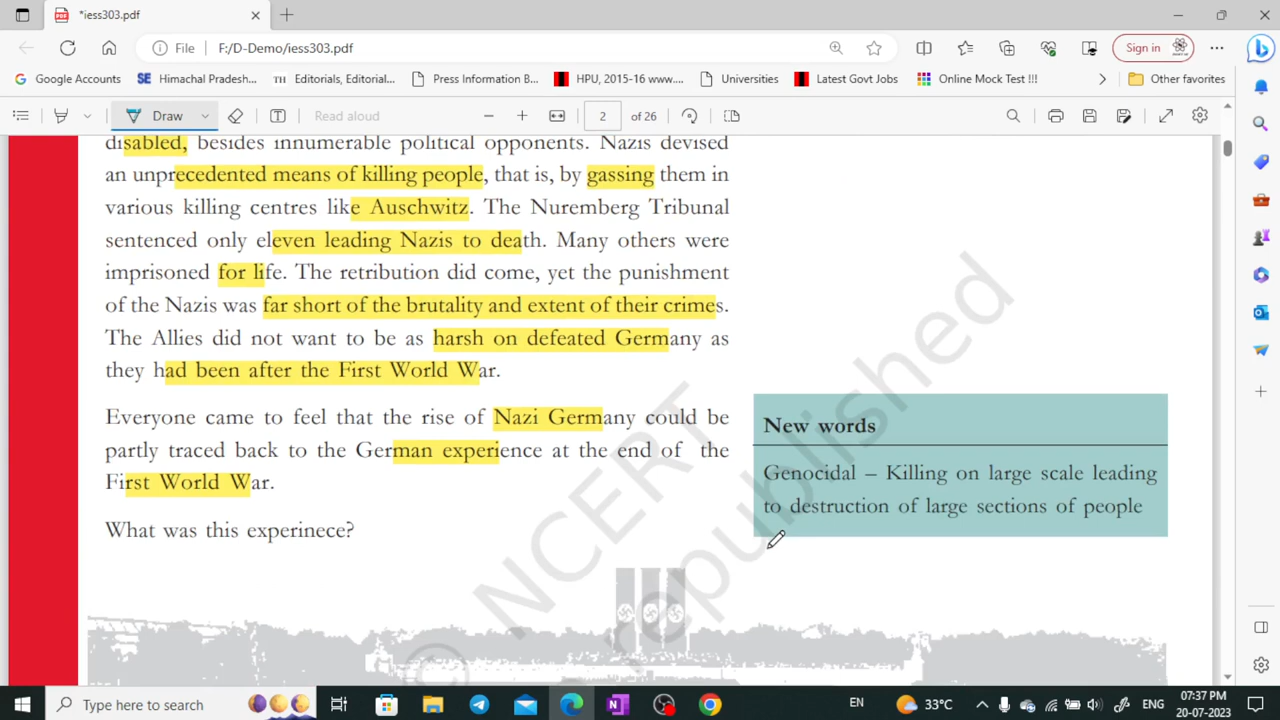 *iess303.pdf
File F:/D-Demo/iess303.pdf
Sign in
Google Accounts
SE Himachal Pradesh...
TH Editorials, Editorial...
Press Information B...
HPU, 2015-16 www....
Universities
Latest Govt Jobs
Online Mock Test !!!
Other favorites
Draw
Read aloud
2 of 26
disabled, besides innumerable political opponents. Nazis devised
an unprecedented means of killing people, that is, by gassing them in
various killing centres like Auschwitz. The Nuremberg Tribunal
sentenced only eleven leading Nazis to death. Many others were
imprisoned for life. The retribution did come, yet the punishment
of the Nazis was far short of the brutality and extent of their crimes.
The Allies did not want to be as harsh on defeated Germany as
they had been after the First World War.
Everyone came to feel that the rise of Nazi Germany could be
partly traced back to the German experience at the end of the
First World War.
What was this experinece?
New words
Genocidal – Killing on large scale leading
to destruction of large sections of people
© NCERT
republished
Type here to search
EN
33°C
ENG
07:37 PM
20-07-2023